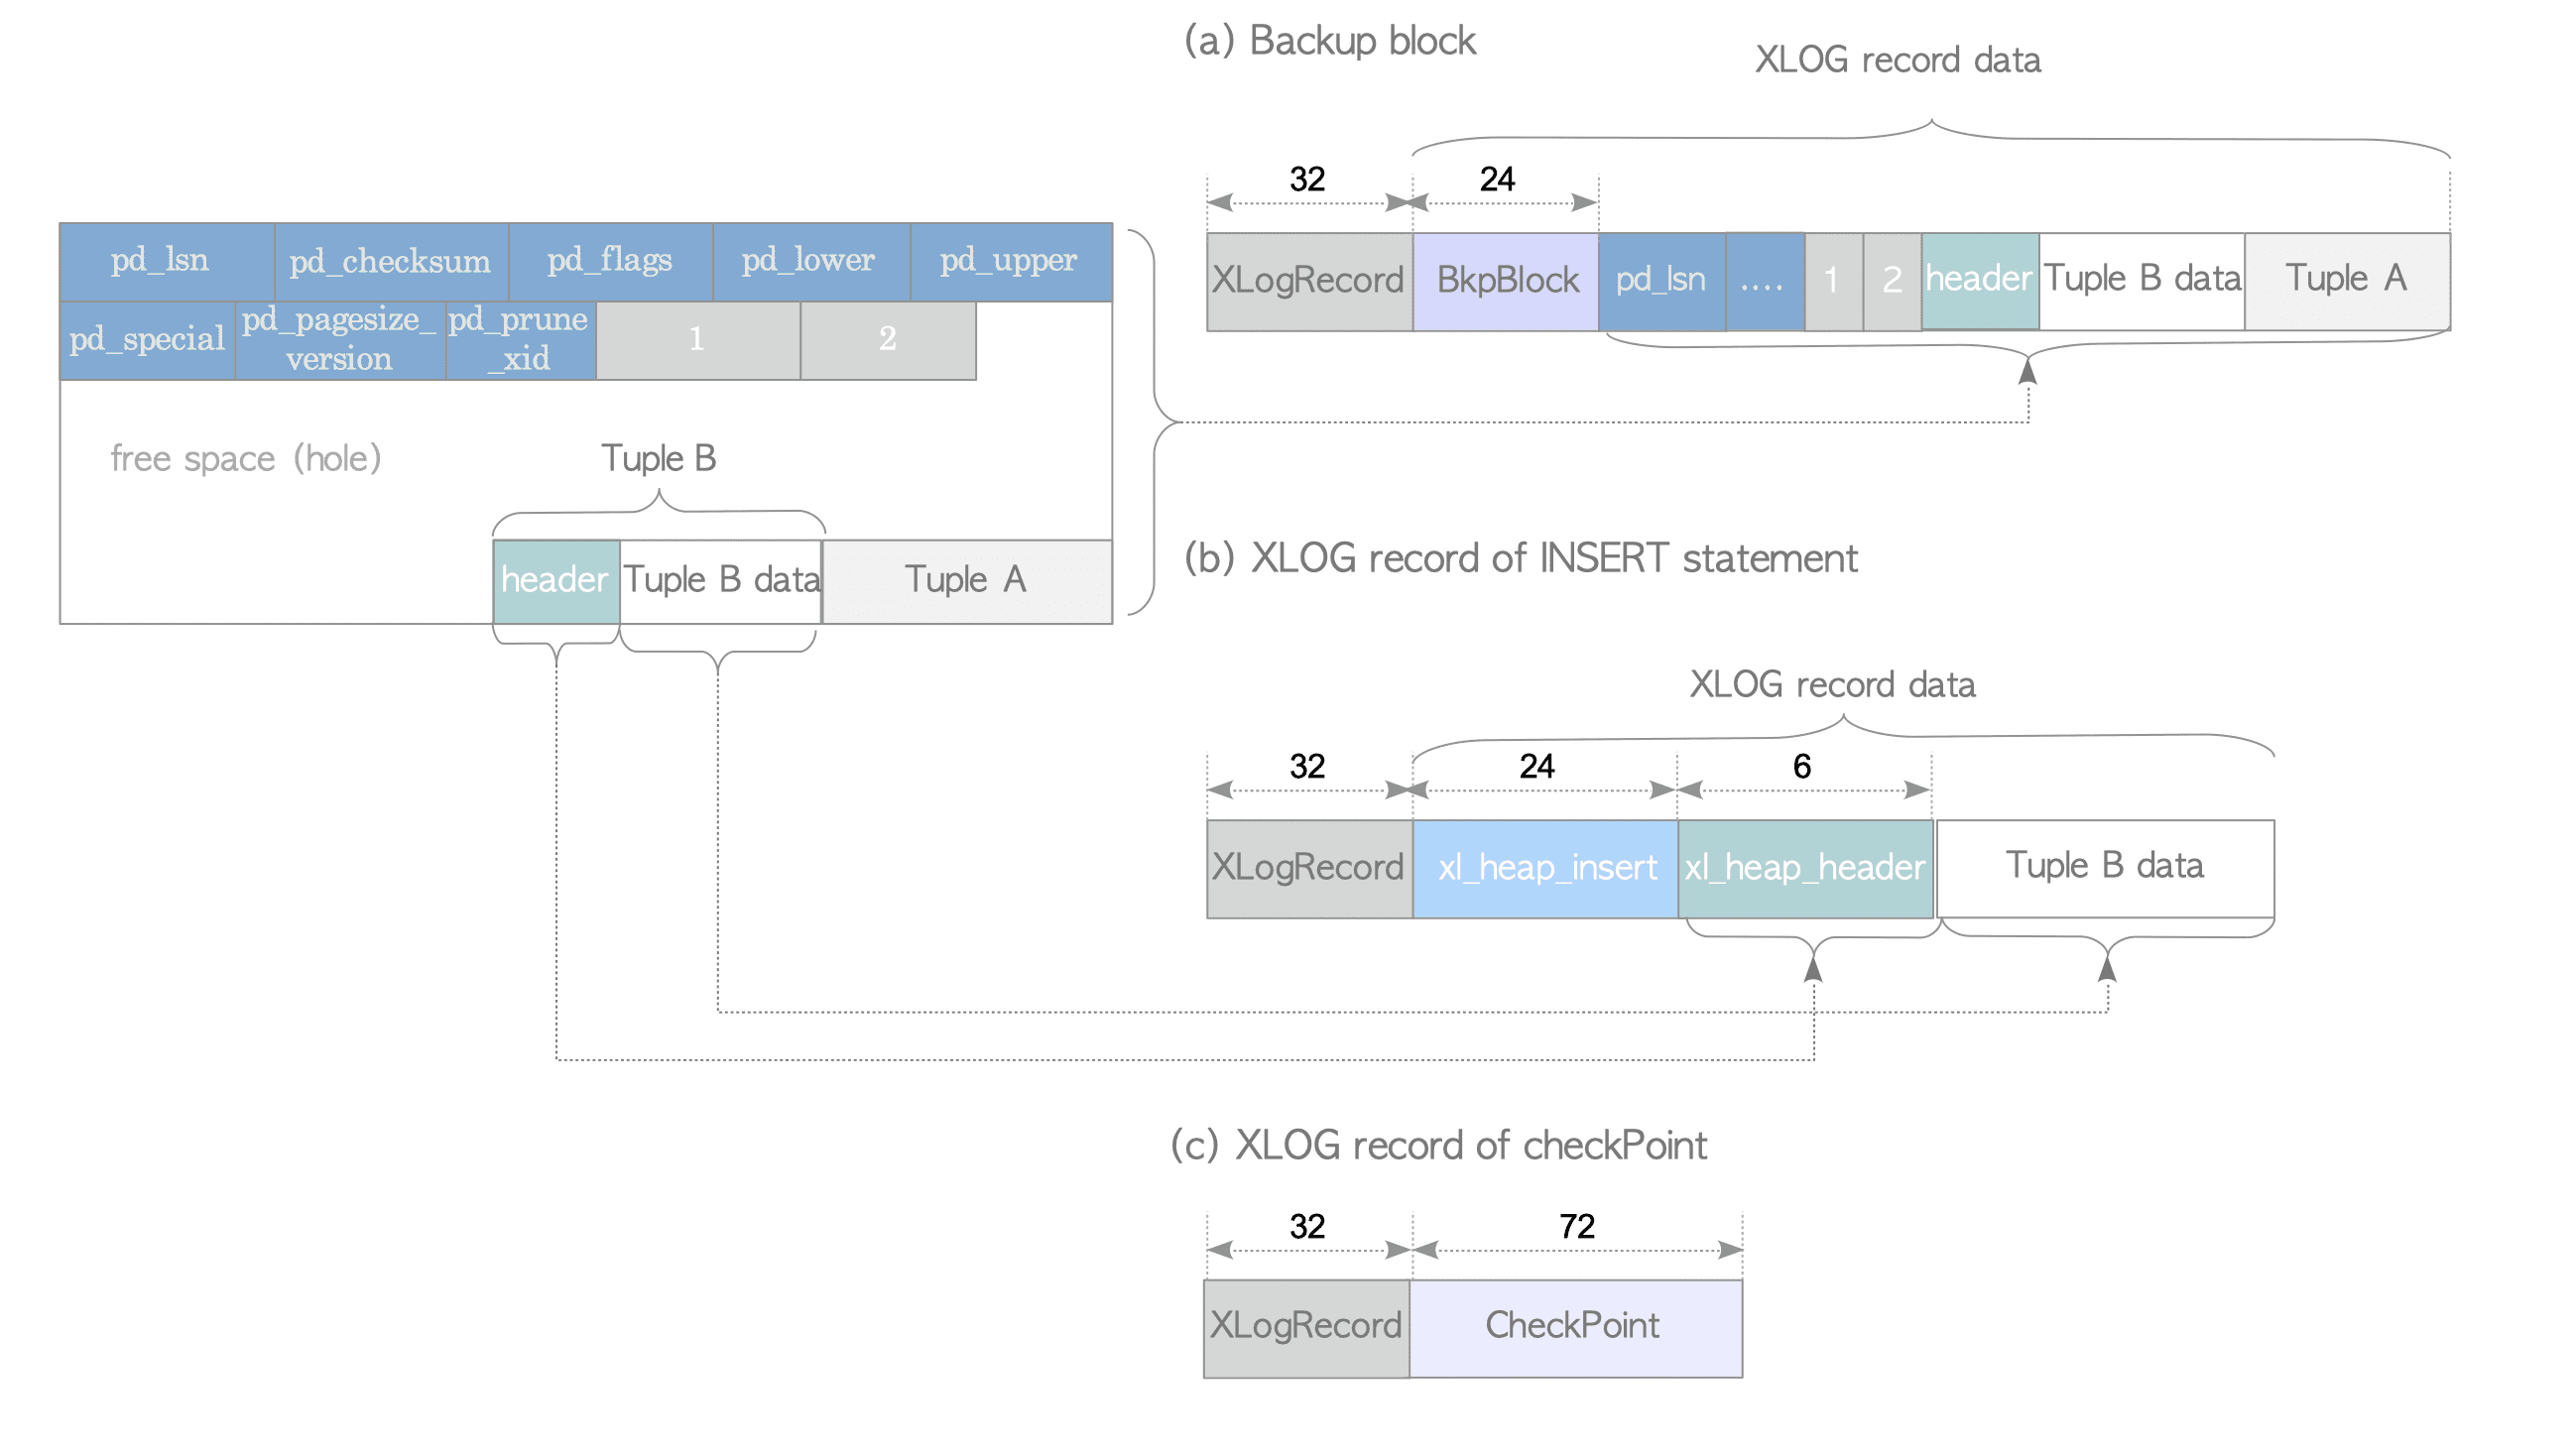 (a) Backup block
XLOG record data
32
24
XLogRecord
BkpBlock
pd_lsn
....
1
2
header
Tuple B data
Tuple A
pd_lsn
pd_checksum
pd_flags
pd_lower
pd_upper
pd_special
pd_pagesize_
version
pd_prune
_xid
1
2
free space (hole)
Tuple B
header
Tuple B data
Tuple A
(b) XLOG record of INSERT statement
XLOG record data
32
24
6
XLogRecord
xl_heap_insert
xl_heap_header
Tuple B data
(c) XLOG record of checkPoint
32
72
XLogRecord
CheckPoint